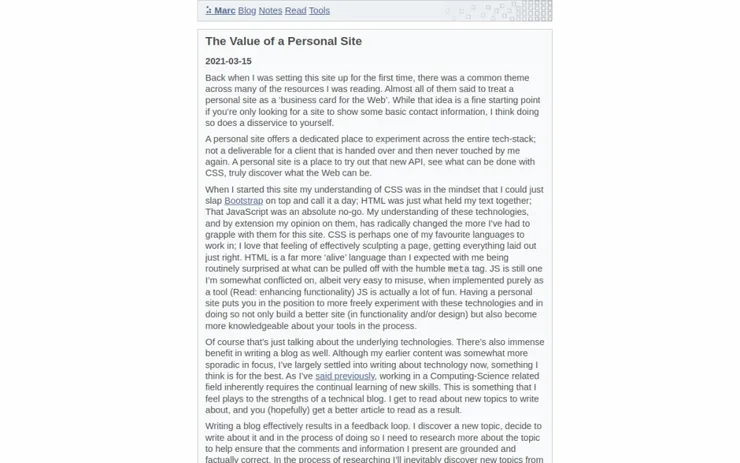 Marc Blog Notes Read Tools
The Value of a Personal Site
2021-03-15
Back when I was setting this site up for the first time, there was a common theme
across many of the resources I was reading. Almost all of them said to treat a
personal site as a ‘business card for the Web’. While that idea is a fine starting point
if you’re only looking for a site to show some basic contact information, I think doing
so does a disservice to yourself.
A personal site offers a dedicated place to experiment across the entire tech-stack;
not a deliverable for a client that is handed over and then never touched by me
again. A personal site is a place to try out that new API, see what can be done with
CSS, truly discover what the Web can be.
When I started this site my understanding of CSS was in the mindset that I could just
slap Bootstrap on top and call it a day; HTML was just what held my text together;
That JavaScript was an absolute no-go. My understanding of these technologies,
and by extension my opinion on them, has radically changed the more I’ve had to
grapple with them for this site. CSS is perhaps one of my favourite languages to
work in; I love that feeling of effectively sculpting a page, getting everything laid out
just right. HTML is a far more ‘alive’ language than I expected with me being
routinely surprised at what can be pulled off with the humble meta tag. JS is still one
I’m somewhat conflicted on, albeit very easy to misuse, when implemented purely as
a tool (Read: enhancing functionality) JS is actually a lot of fun. Having a personal
site puts you in the position to more freely experiment with these technologies and in
doing so not only build a better site (in functionality and/or design) but also become
more knowledgeable about your tools in the process.
Of course that’s just talking about the underlying technologies. There’s also immense
benefit in writing a blog as well. Although my earlier content was somewhat more
sporadic in focus, I’ve largely settled into writing about technology now, something I
think is for the best. As I’ve said previously, working in a Computing-Science related
field inherently requires the continual learning of new skills. This is something that I
feel plays to the strengths of a technical blog. I get to read about new topics to write
about, and you (hopefully) get a better article to read as a result.
Writing a blog effectively results in a feedback loop. I discover a new topic, decide to
write about it and in the process of doing so I need to research more about the topic
to help ensure that the comments and information I present are grounded and
factually correct. In the process of researching I’ll inevitably discover new topics from